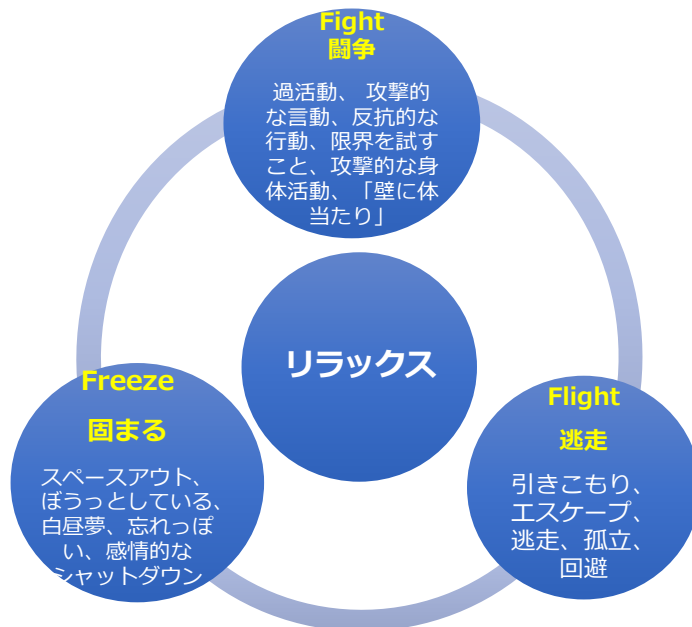 Fight
闘争
過活動、 攻撃的
な言動、反抗的な
行動、限界を試す
こと、攻撃的な身
体活動、「壁に体
当たり」
リラックス
Freeze
固まる
スペースアウト、
ぼうっとしている、
白昼夢、忘れっぽ
い、感情的な
シャットダウン
Flight
逃走
引きこもり、
エスケープ、
逃走、孤立、
回避